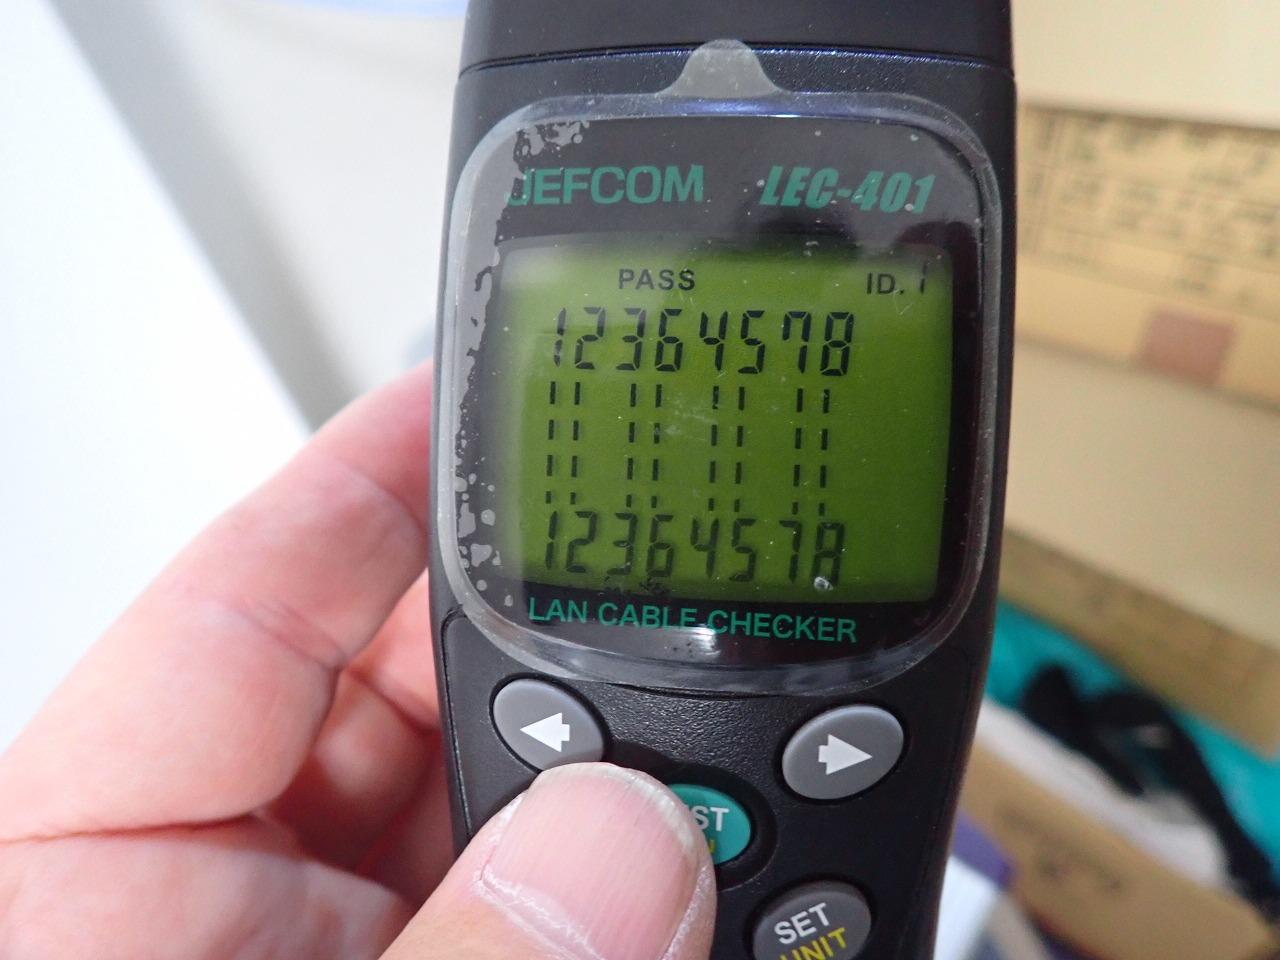 JEFCOM LEC-401
PASS ID. 1
12364578
12364578
LAN CABLE CHECKER
SET
UNIT